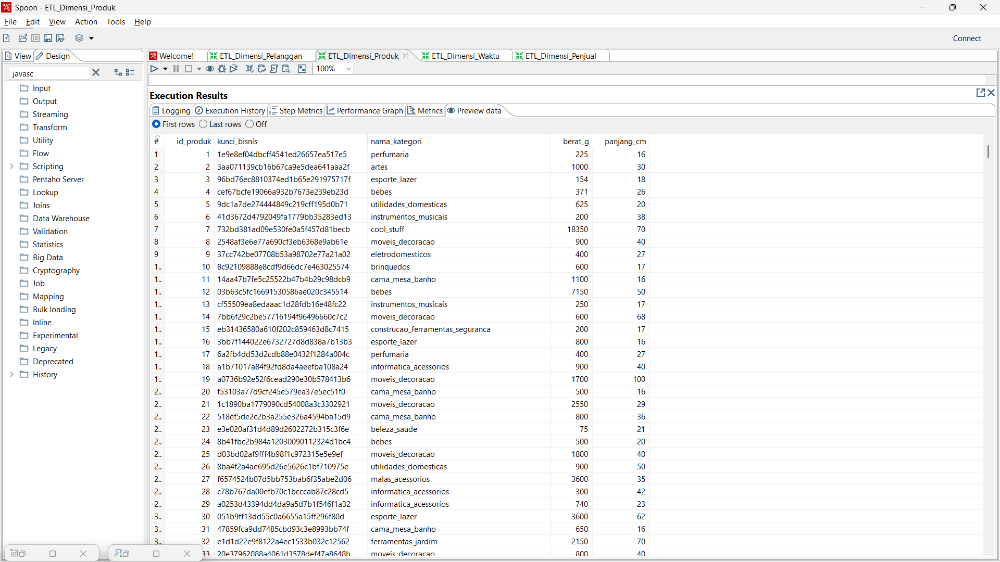 Spoon - ETL_Dimensi_Produk
File Edit View Action Tools Help
Connect
View Design
Welcome! ETL_Dimensi_Pelanggan ETL_Dimensi_Produk ETL_Dimensi_Waktu ETL_Dimensi_Penjual
100%
javasc
Input
Output
Streaming
Transform
Utility
Flow
Scripting
Pentaho Server
Lookup
Joins
Data Warehouse
Validation
Statistics
Big Data
Cryptography
Job
Mapping
Bulk loading
Inline
Experimental
Legacy
Deprecated
History
Execution Results
Logging Execution History Step Metrics Performance Graph Metrics Preview data
First rows Last rows Off
# id_produk kunci_bisnis nama_kategori berat_g panjang_cm
1 1 1e9e8ef04dbcff4541ed26657ea517e5 perfumaria 225 16
2 2 3aa071139cb16b67ca9e5dea641aaa2f artes 1000 30
3 3 96bd76ec8810374ed1b65e291975717f esporte_lazer 154 18
4 4 cef67bcfe19066a932b7673e239eb23d bebes 371 26
5 5 9dc1a7de274444849c219cff195d0b71 utilidades_domesticas 625 20
6 6 41d3672d4792049fa1779bb35283ed13 instrumentos_musicais 200 38
7 7 732bd381ad09e530fe0a5f457d81becb cool_stuff 18350 70
8 8 2548af3e6e77a690cf3eb6368e9ab61e moveis_decoracao 900 40
9 9 37cc742be07708b53a98702e77a21a02 eletrodomesticos 400 27
1.. 10 8c92109888e8cdf9d66dc7e463025574 brinquedos 600 17
1.. 11 14aa47b7fe5c25522b47b4b29c98dcb9 cama_mesa_banho 1100 16
1.. 12 03b63c5fc16691530586ae020c345514 bebes 7150 50
1.. 13 cf55509ea8edaaac1d28fdb16e48fc22 instrumentos_musicais 250 17
1.. 14 7bb6f29c2be57716194f96496660c7c2 moveis_decoracao 600 68
1.. 15 eb31436580a610f202c859463d8c7415 construcao_ferramentas_seguranca 200 17
1.. 16 3bb7f144022e6732727d8d838a7b13b3 esporte_lazer 800 16
1.. 17 6a2fb4dd53d2cdb88e0432f1284a004c perfumaria 400 27
1.. 18 a1b71017a84f92fd8da4aeefba108a24 informatica_acessorios 900 40
1.. 19 a0736b92e52f6cead290e30b578413b6 moveis_decoracao 1700 100
2.. 20 f53103a77d9cf245e579ea37e5ec51f0 cama_mesa_banho 500 16
2.. 21 1c1890ba1779090cd54008a3c3302921 moveis_decoracao 2550 29
2.. 22 518ef5de2c2b3a255e326a4594ba15d9 cama_mesa_banho 800 36
2.. 23 e3e020af31d4d89d2602272b315c3f6e beleza_saude 75 21
2.. 24 8b41fbc2b984a12030090112324d1bc4 bebes 500 20
2.. 25 d03bd02af9fff4b98f1c972315e5e9ef moveis_decoracao 1800 40
2.. 26 8ba4f2a4ae695d26e5626c1bf710975e utilidades_domesticas 900 50
2.. 27 f6574524b07d5bb753bab6f35abe2d06 malas_acessorios 3600 35
2.. 28 c78b767da00efb70c1bcccab87c28cd5 informatica_acessorios 300 42
2.. 29 a0253d43394dd4da9a5d7b1f546f1a32 informatica_acessorios 740 23
3.. 30 051b9ff13dd55c0a6655a15ff296f80d esporte_lazer 3600 62
3.. 31 47859fca9dd7485cbd93c3e8993bb74f cama_mesa_banho 650 16
3.. 32 e1d1d22e9f8122a4ec1533b032c12562 ferramentas_jardim 2150 70
33 20e37962088a4061d3578def47a8648b moveis_decoracao 800 40